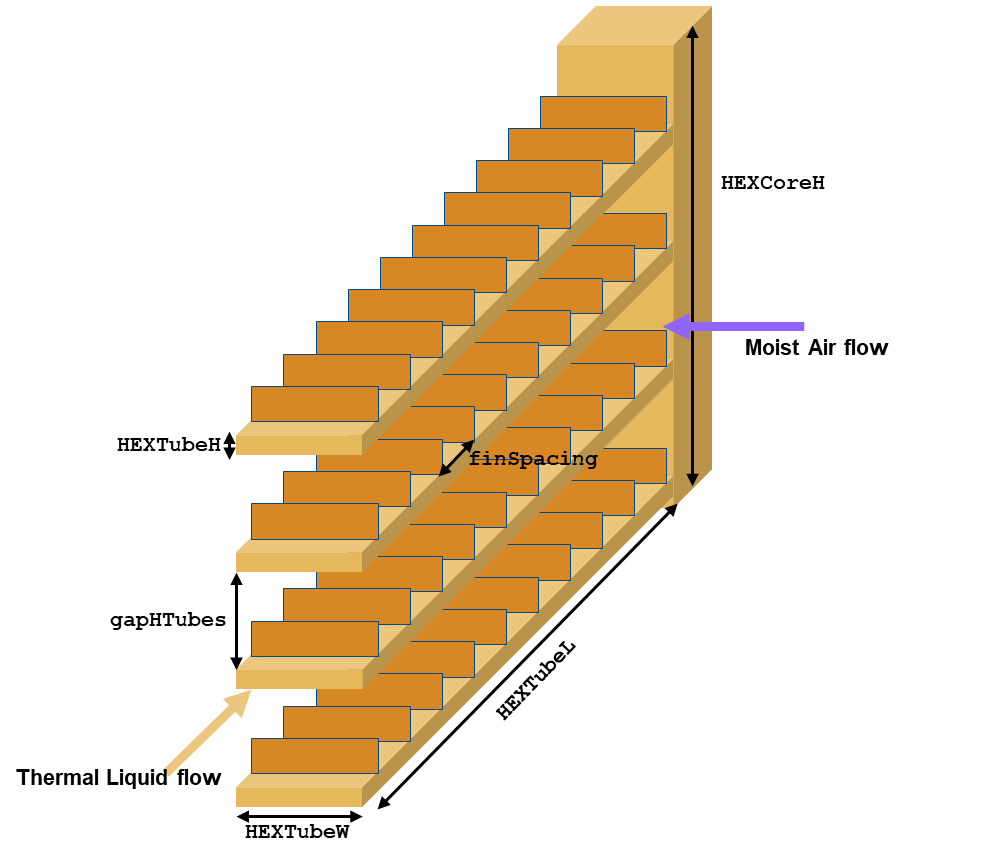 HEXCoreH
Moist Air flow
HEXTubeH
finSpacing
gapHTubes
HEXTubeL
Thermal Liquid flow
HEXTubeW